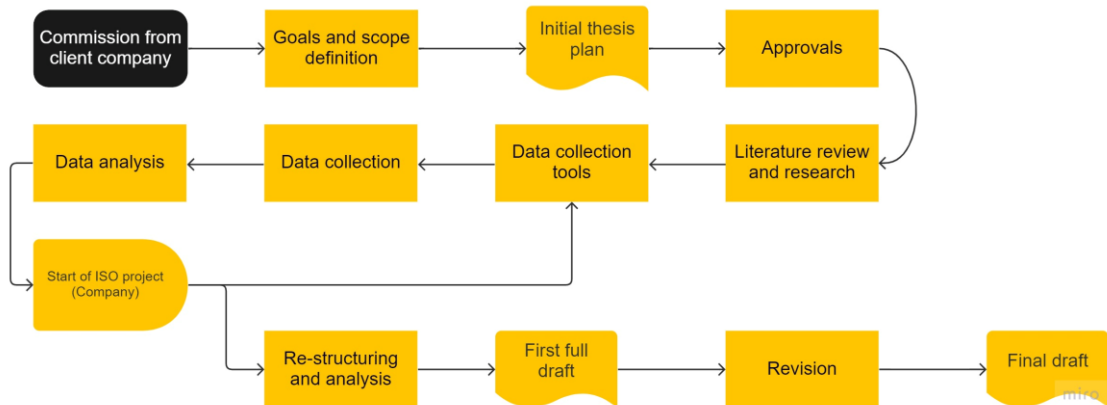 Commission from
client company
Goals and scope
definition
Initial thesis
plan
Approvals
Data analysis
Data collection
Data collection
tools
Literature review
and research
Start of ISO project
(Company)
Re-structuring
and analysis
First full
draft
Revision
Final draft
miro